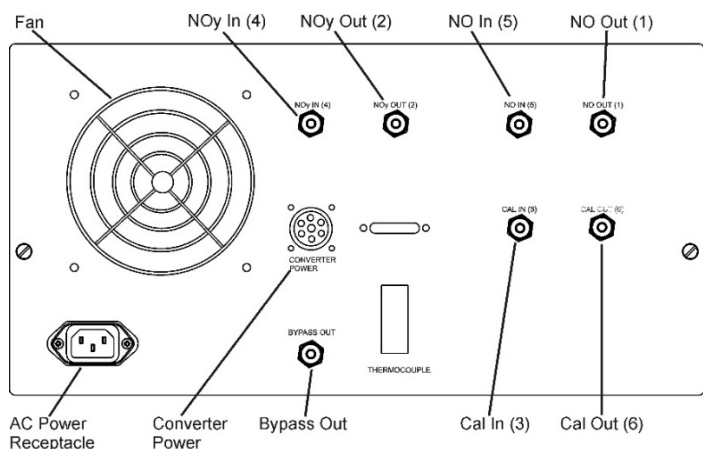 Fan
NOy In (4)
NOy Out (2)
NO In (5)
NO Out (1)
NOy IN (4)
NOy OUT (2)
NO IN (5)
NO OUT (1)
CAL IN (3)
CAL OUT (6)
CONVERTER
POWER
BYPASS OUT
THERMOCOUPLE
AC Power
Receptacle
Converter
Power
Bypass Out
Cal In (3)
Cal Out (6)